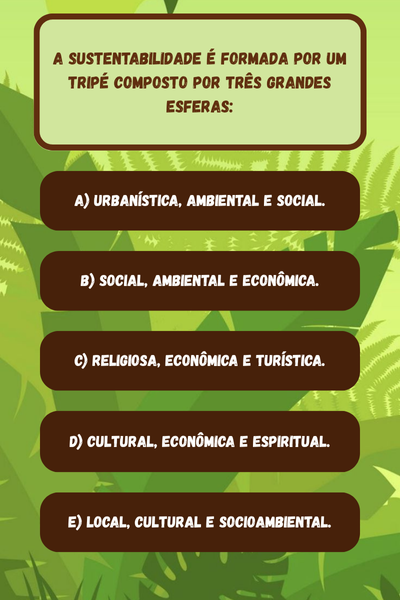 A SUSTENTABILIDADE É FORMADA POR UM
TRIPÉ COMPOSTO POR TRÊS GRANDES
ESFERAS:
A) URBANÍSTICA, AMBIENTAL E SOCIAL.
B) SOCIAL, AMBIENTAL E ECONÔMICA.
C) RELIGIOSA, ECONÔMICA E TURÍSTICA.
D) CULTURAL, ECONÔMICA E ESPIRITUAL.
E) LOCAL, CULTURAL E SOCIOAMBIENTAL.